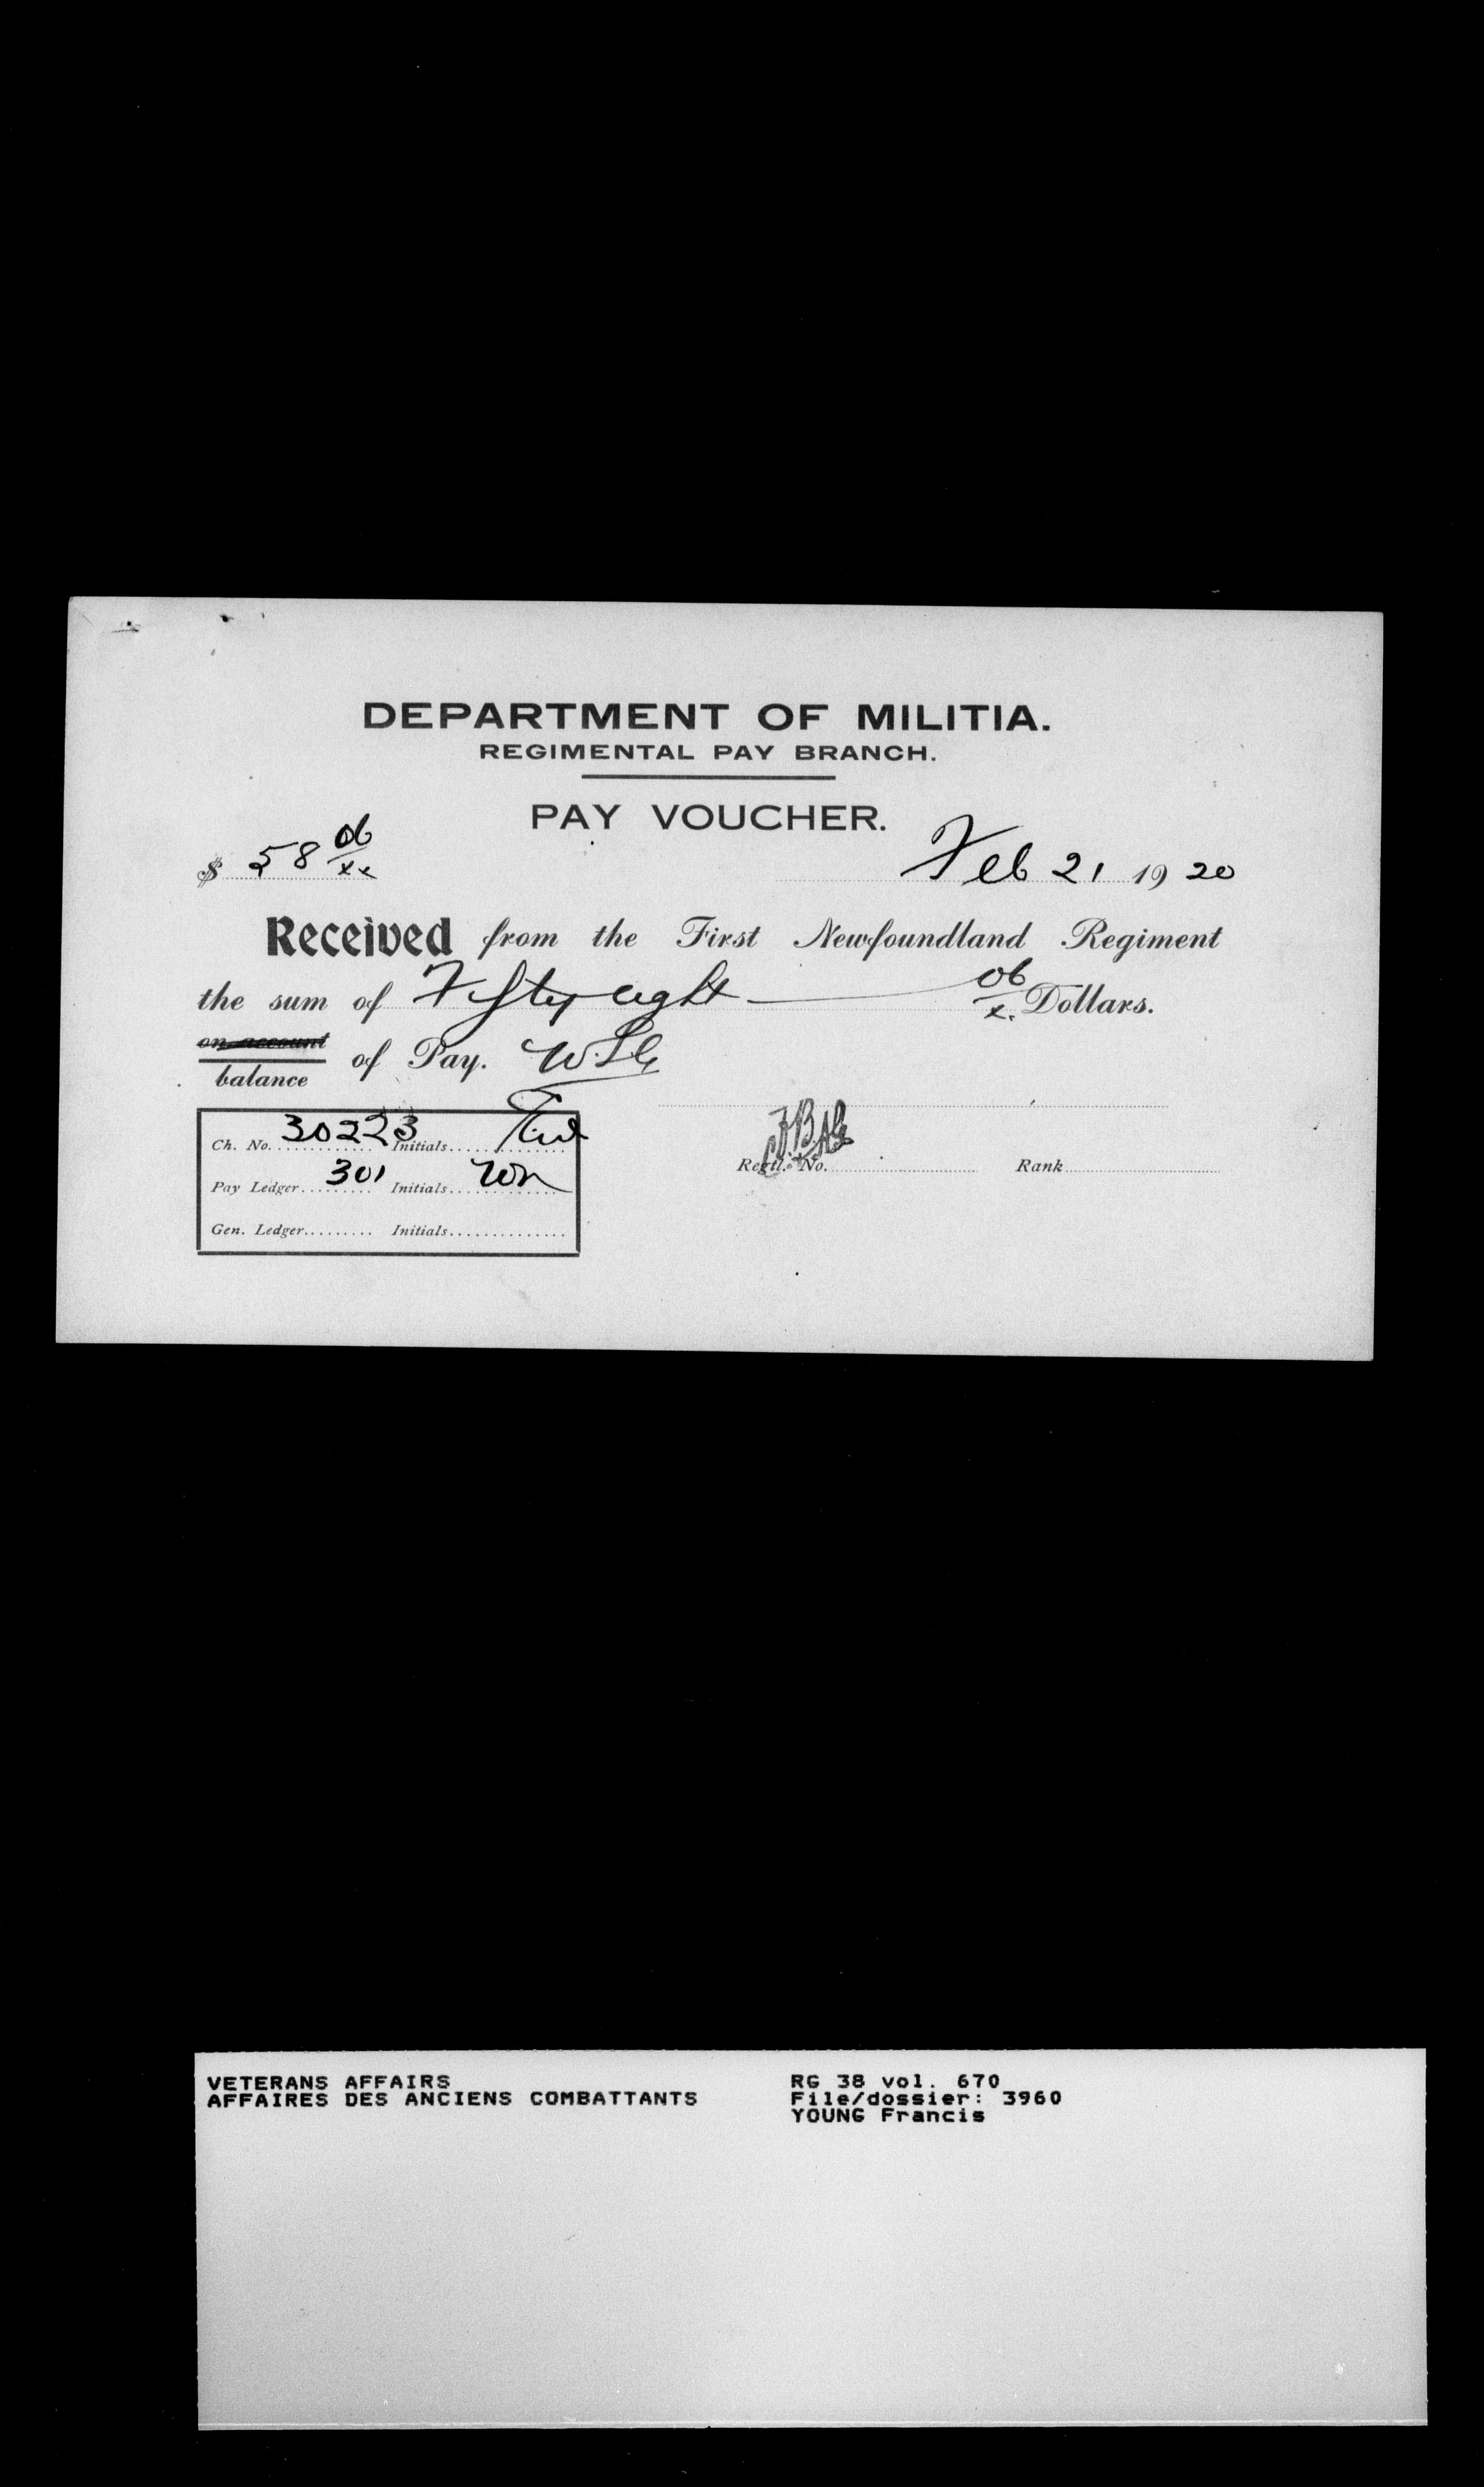 DEPARTMENT OF MILITIA.
REGIMENTAL PAY BRANCH.
PAY VOUCHER.
$ 58 06/xx Feb 21 19 20
Received from the First Newfoundland Regiment
the sum of Fifty eight 06/x. Dollars.
on account
balance of Pay. WSG
Ch. No. 30223 Initials
Pay Ledger 301 Initials
Gen. Ledger Initials
Regtl. No. Rank
VETERANS AFFAIRS
AFFAIRES DES ANCIENS COMBATTANTS
RG 38 vol. 670
File/dossier: 3960
YOUNG Francis